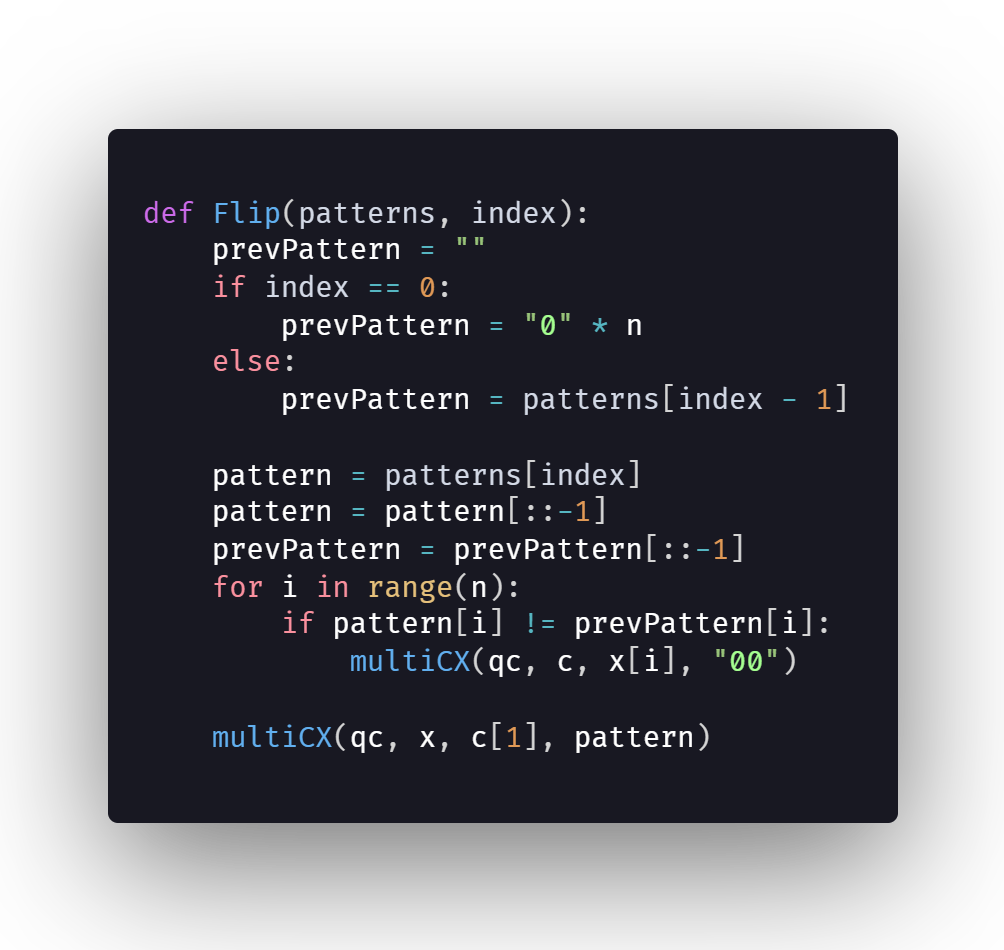 def Flip(patterns, index):
    prevPattern = ""
    if index == 0:
        prevPattern = "0" * n
    else:
        prevPattern = patterns[index - 1]

    pattern = patterns[index]
    pattern = pattern[::-1]
    prevPattern = prevPattern[::-1]
    for i in range(n):
        if pattern[i] != prevPattern[i]:
            multiCX(qc, c, x[i], "00")

    multiCX(qc, x, c[1], pattern)